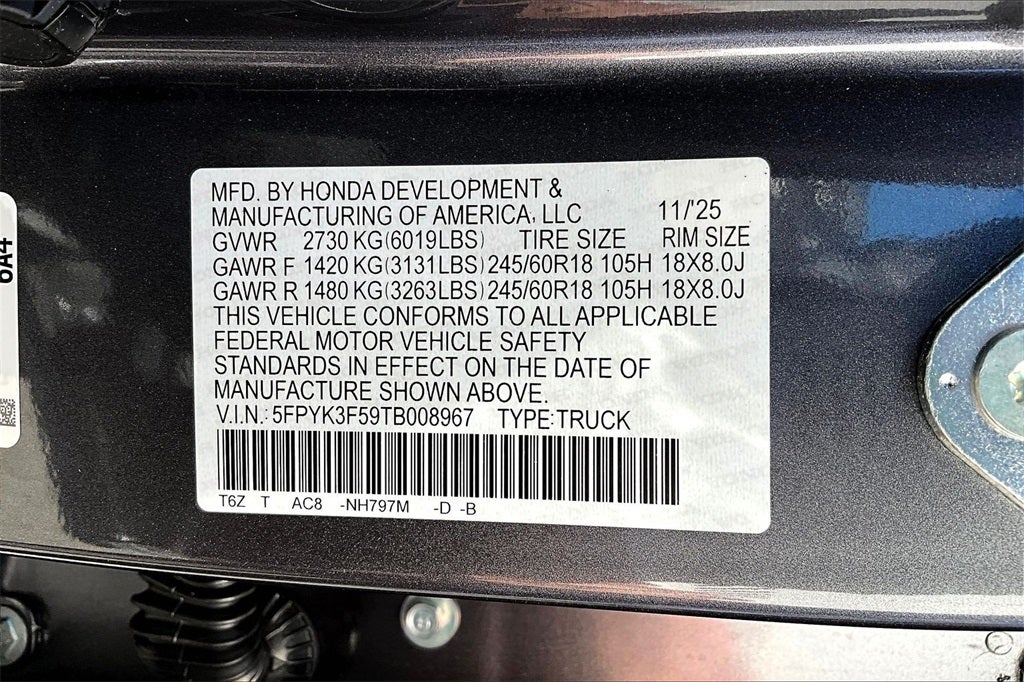 MFD. BY HONDA DEVELOPMENT &
MANUFACTURING OF AMERICA, LLC 11/'25
GVWR 2730 KG(6019LBS) TIRE SIZE RIM SIZE
GAWR F 1420 KG(3131LBS) 245/60R18 105H 18X8.0J
GAWR R 1480 KG(3263LBS) 245/60R18 105H 18X8.0J
THIS VEHICLE CONFORMS TO ALL APPLICABLE
FEDERAL MOTOR VEHICLE SAFETY
STANDARDS IN EFFECT ON THE DATE OF
MANUFACTURE SHOWN ABOVE.
V.I.N.: 5FPYK3F59TB008967 TYPE:TRUCK
T6Z T AC8 -NH797M -D -B
6A4